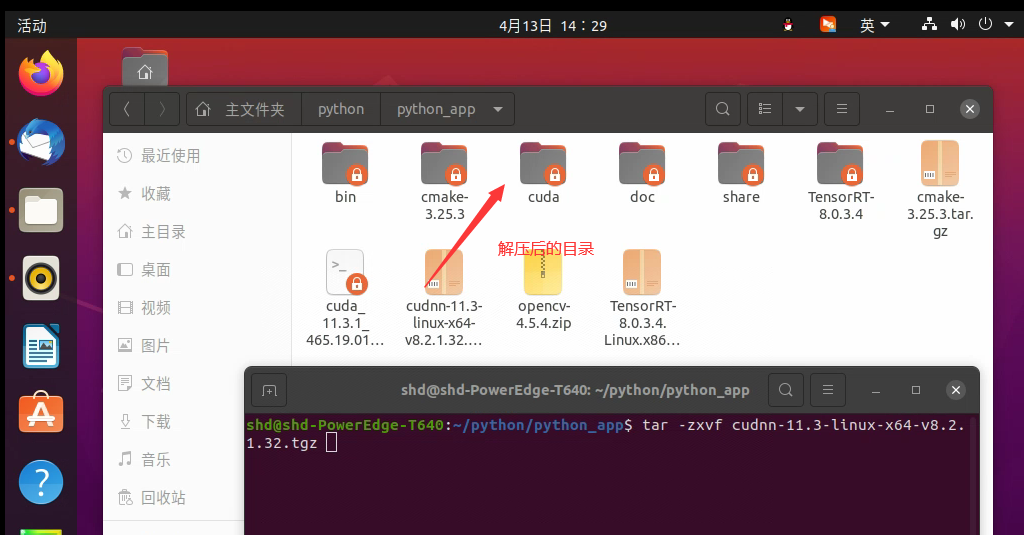 活动
4月13日 14：29
英
主文件夹
python
python_app
最近使用
收藏
主目录
桌面
视频
图片
文档
下载
音乐
回收站
bin
cmake-
3.25.3
cuda
doc
share
TensorRT-
8.0.3.4
cmake-
3.25.3.tar.
gz
解压后的目录
cuda_
11.3.1_
465.19.01...
cudnn-11.3-
linux-x64-
v8.2.1.32....
opencv-
4.5.4.zip
TensorRT-
8.0.3.4.
Linux.x86...
shd@shd-PowerEdge-T640: ~/python/python_app
shd@shd-PowerEdge-T640:~/python/python_app$ tar -zxvf cudnn-11.3-linux-x64-v8.2.
1.32.tgz